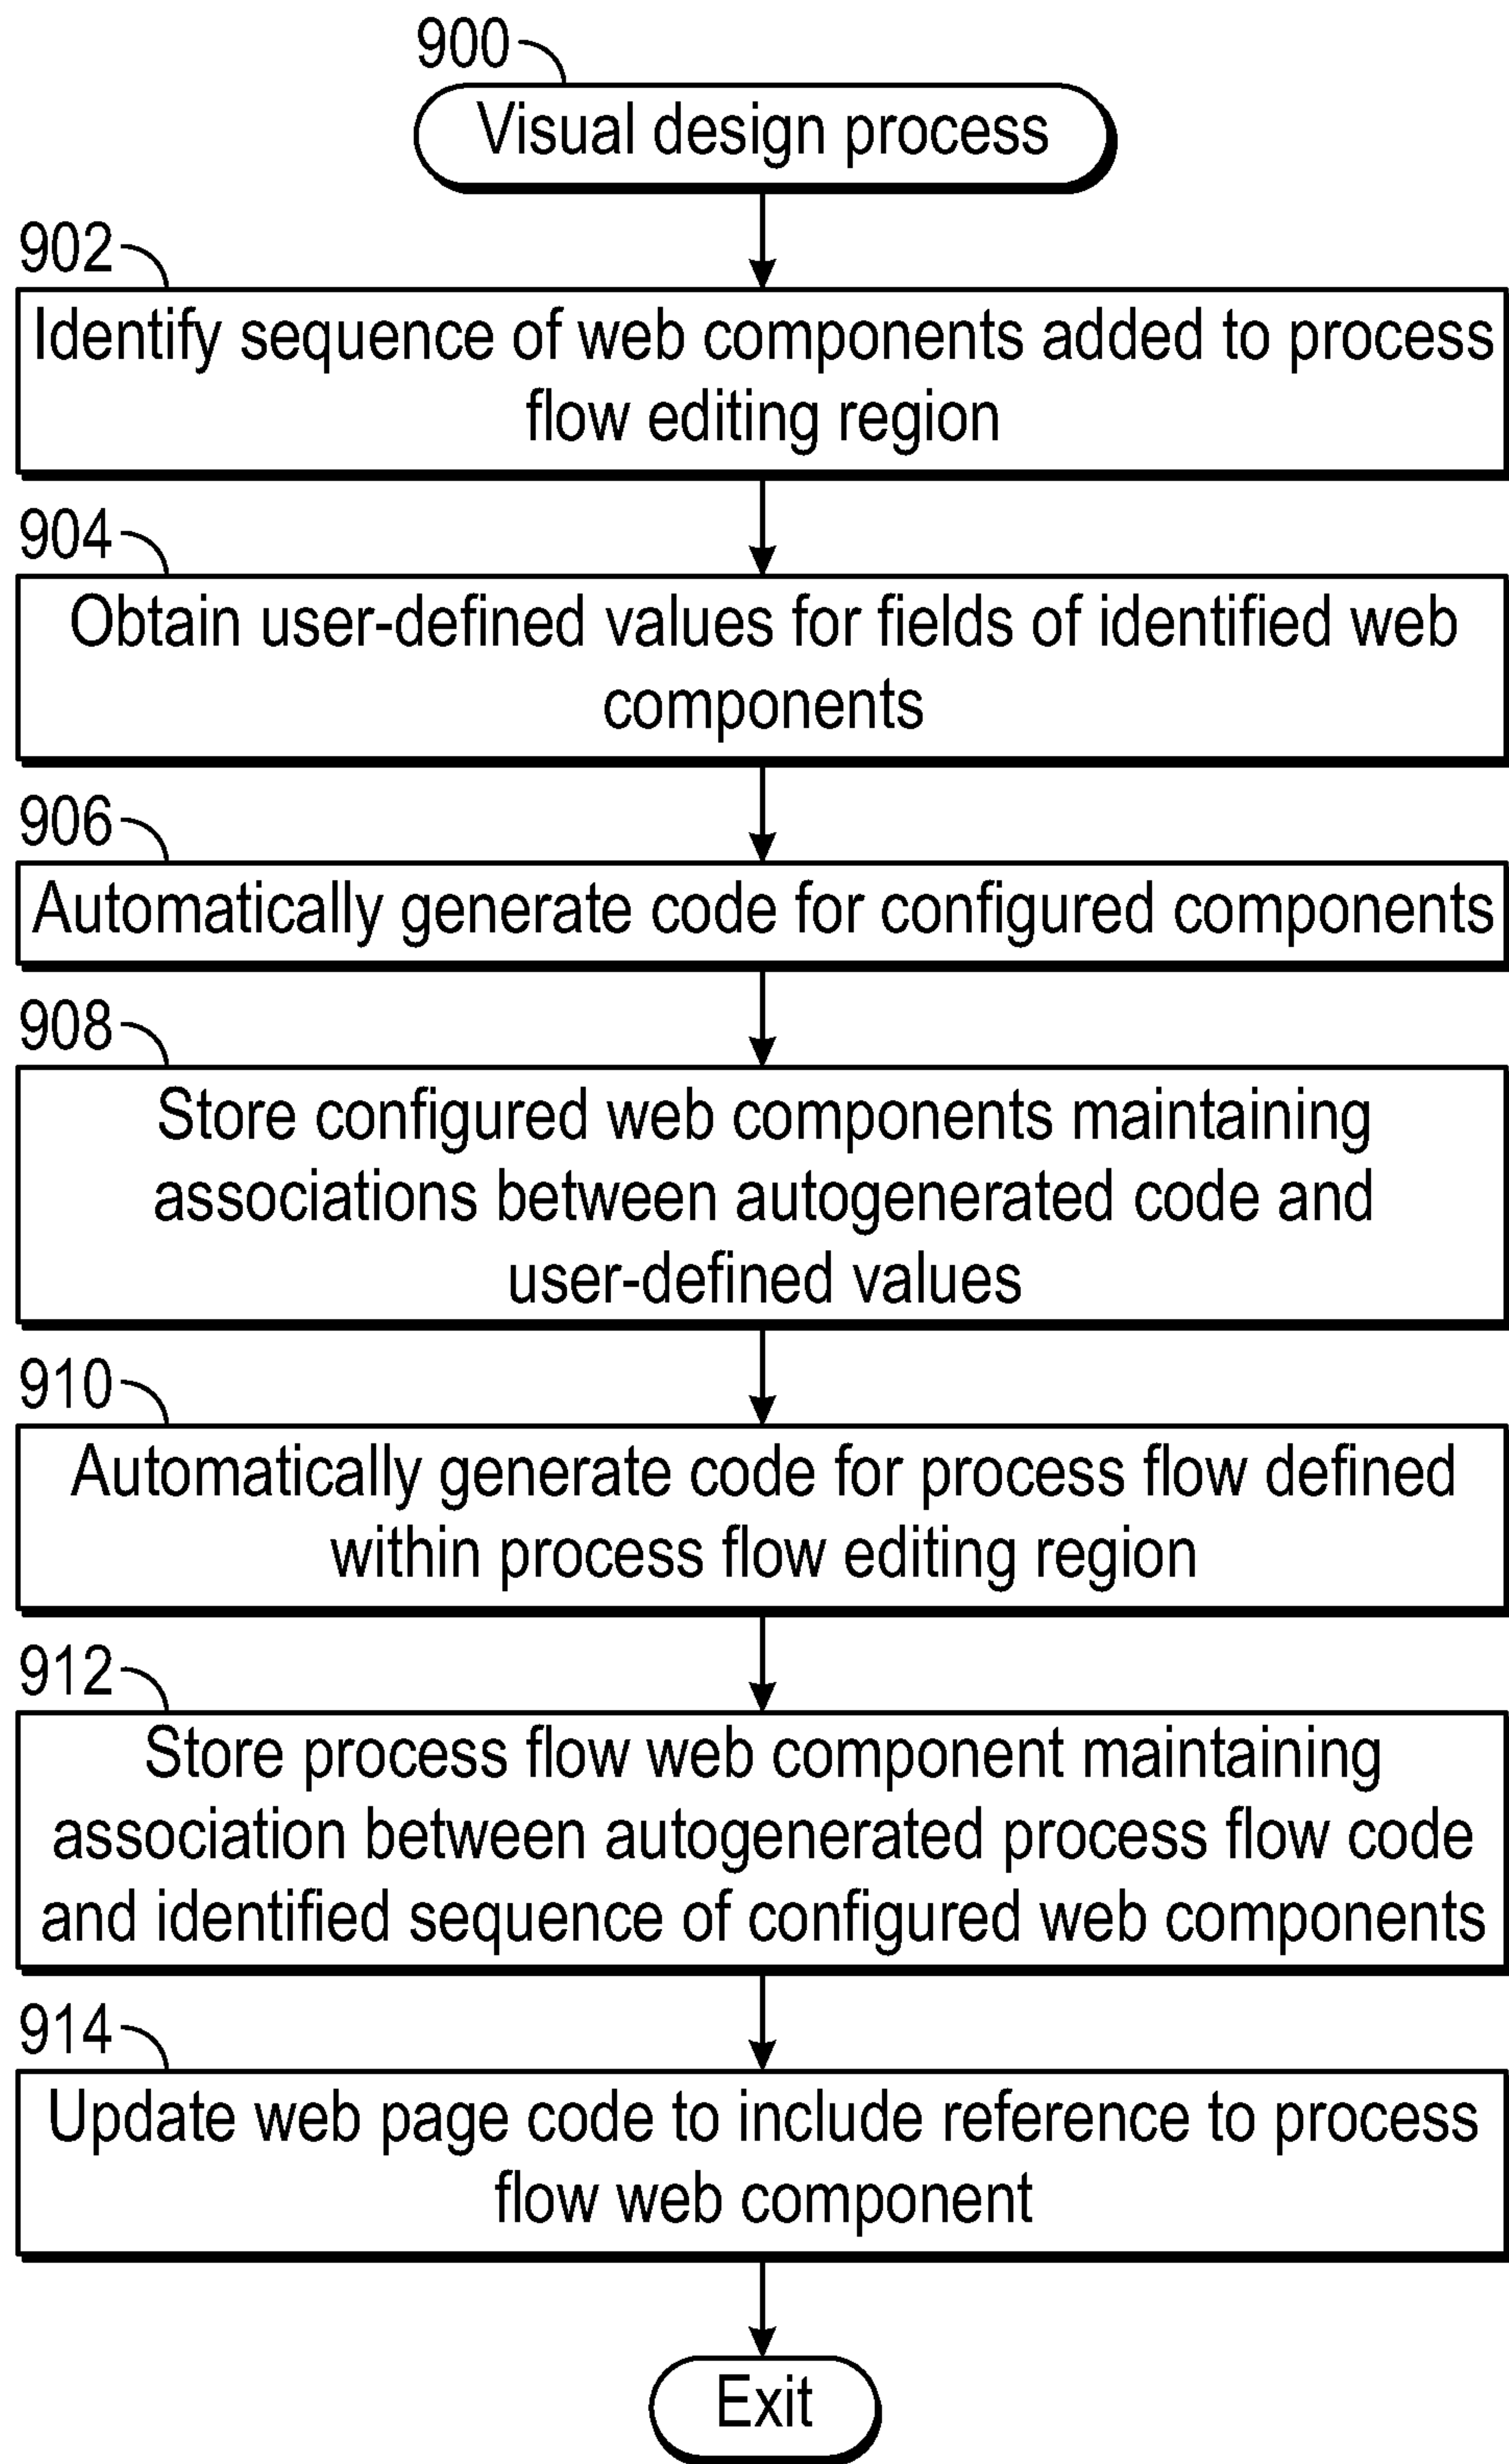 900
Visual design process
902
Identify sequence of web components added to process
flow editing region
904
Obtain user-defined values for fields of identified web
components
906
Automatically generate code for configured components
908
Store configured web components maintaining
associations between autogenerated code and
user-defined values
910
Automatically generate code for process flow defined
within process flow editing region
912
Store process flow web component maintaining
association between autogenerated process flow code
and identified sequence of configured web components
914
Update web page code to include reference to process
flow web component
Exit